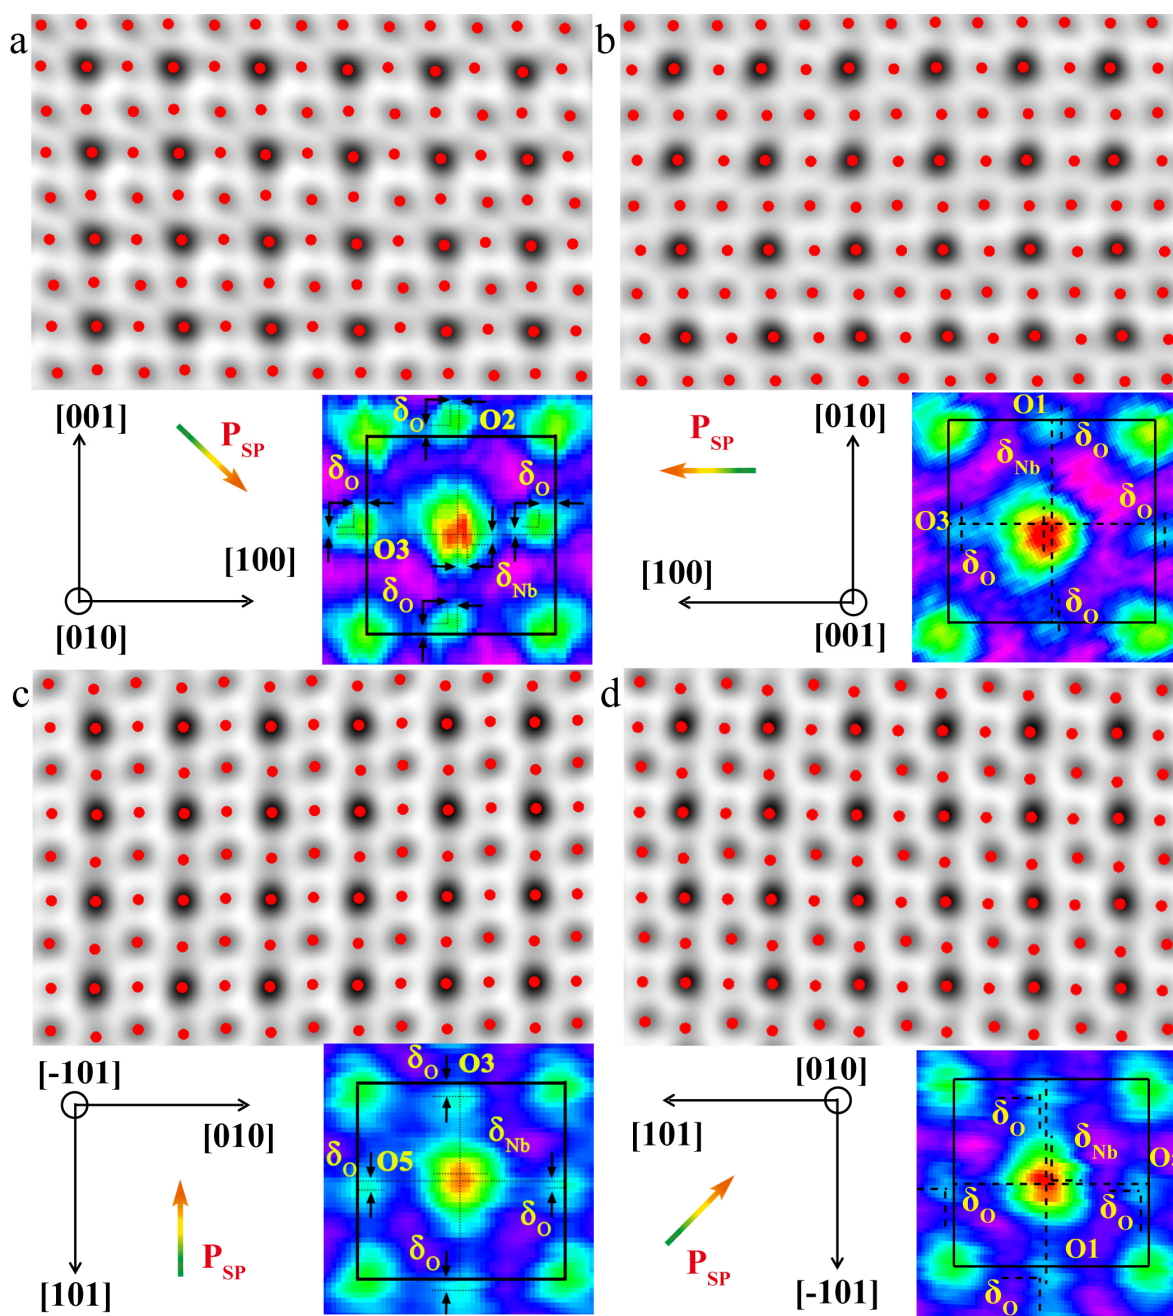 a
b
[001]
P_SP
[100]
[010]
δ_O
O2
δ_O
δ_O
O3
δ_Nb
δ_O
P_SP
[010]
[100]
[001]
O1
δ_O
δ_Nb
δ_O
O3
δ_O
δ_O
c
d
[-101]
[010]
P_SP
[101]
δ_O
O3
δ_Nb
δ_O
O5
δ_O
δ_O
[010]
[101]
P_SP
[-101]
δ_O
δ_Nb
δ_O
δ_O
O1
δ_O